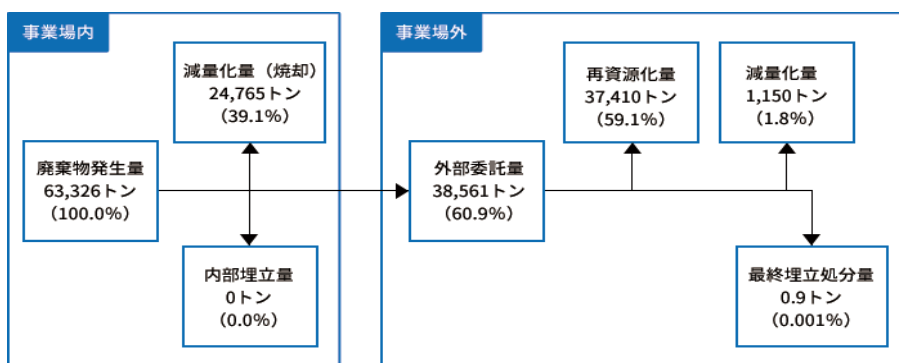 事業場内
減量化量（焼却）
24,765トン
（39.1%）
廃棄物発生量
63,326トン
（100.0%）
内部埋立量
0トン
（0.0%）
事業場外
再資源化量
37,410トン
（59.1%）
減量化量
1,150トン
（1.8%）
外部委託量
38,561トン
（60.9%）
最終埋立処分量
0.9トン
（0.001%）